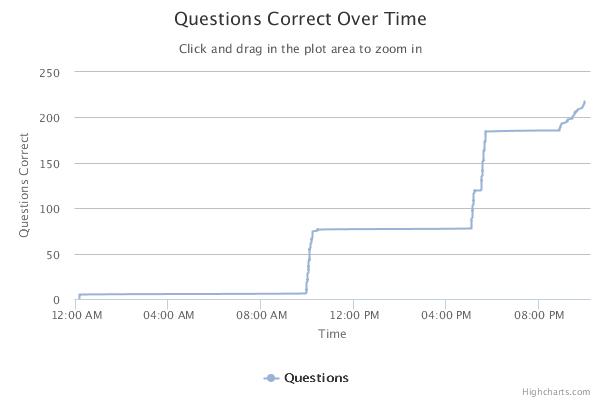 Questions Correct Over Time
Click and drag in the plot area to zoom in
Questions Correct
250
200
150
100
50
0
12:00 AM 04:00 AM 08:00 AM 12:00 PM 04:00 PM 08:00 PM
Time
Questions
Highcharts.com